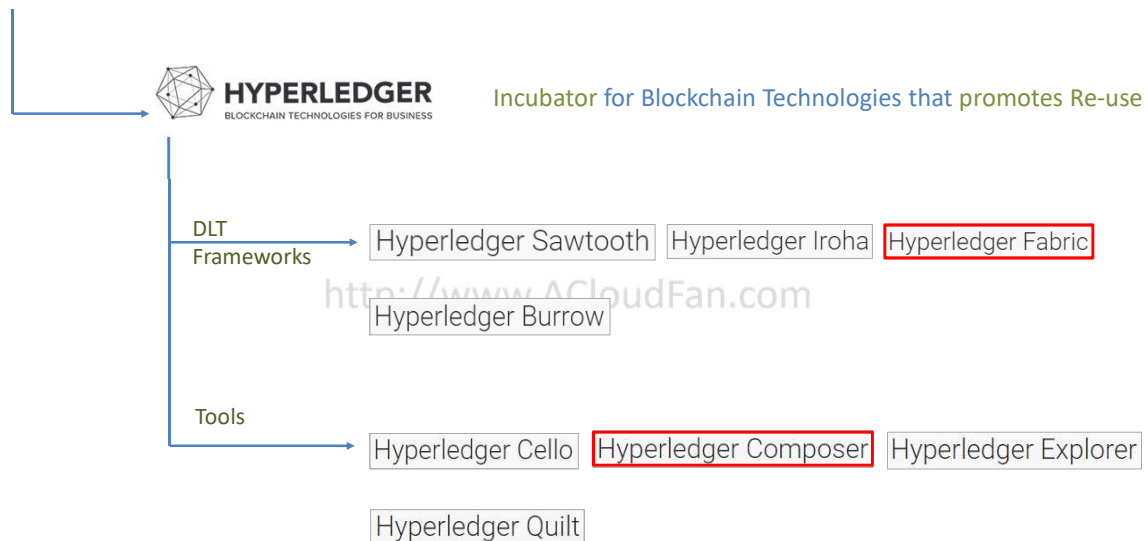 HYPERLEDGER
BLOCKCHAIN TECHNOLOGIES FOR BUSINESS
Incubator for Blockchain Technologies that promotes Re-use
DLT
Frameworks
Hyperledger Sawtooth Hyperledger Iroha Hyperledger Fabric
http://www.ACloudFan.com
Hyperledger Burrow
Tools
Hyperledger Cello Hyperledger Composer Hyperledger Explorer
Hyperledger Quilt